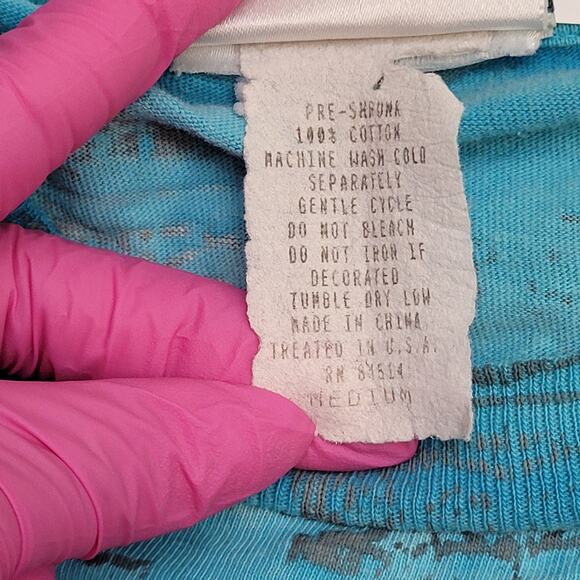 PRE-SHRUNK
100% COTTON
MACHINE WASH COLD
SEPARATELY
GENTLE CYCLE
DO NOT BLEACH
DO NOT IRON IF
DECORATED
TUMBLE DRY LOW
MADE IN CHINA
TREATED IN U.S.A.
RN
MEDIUM